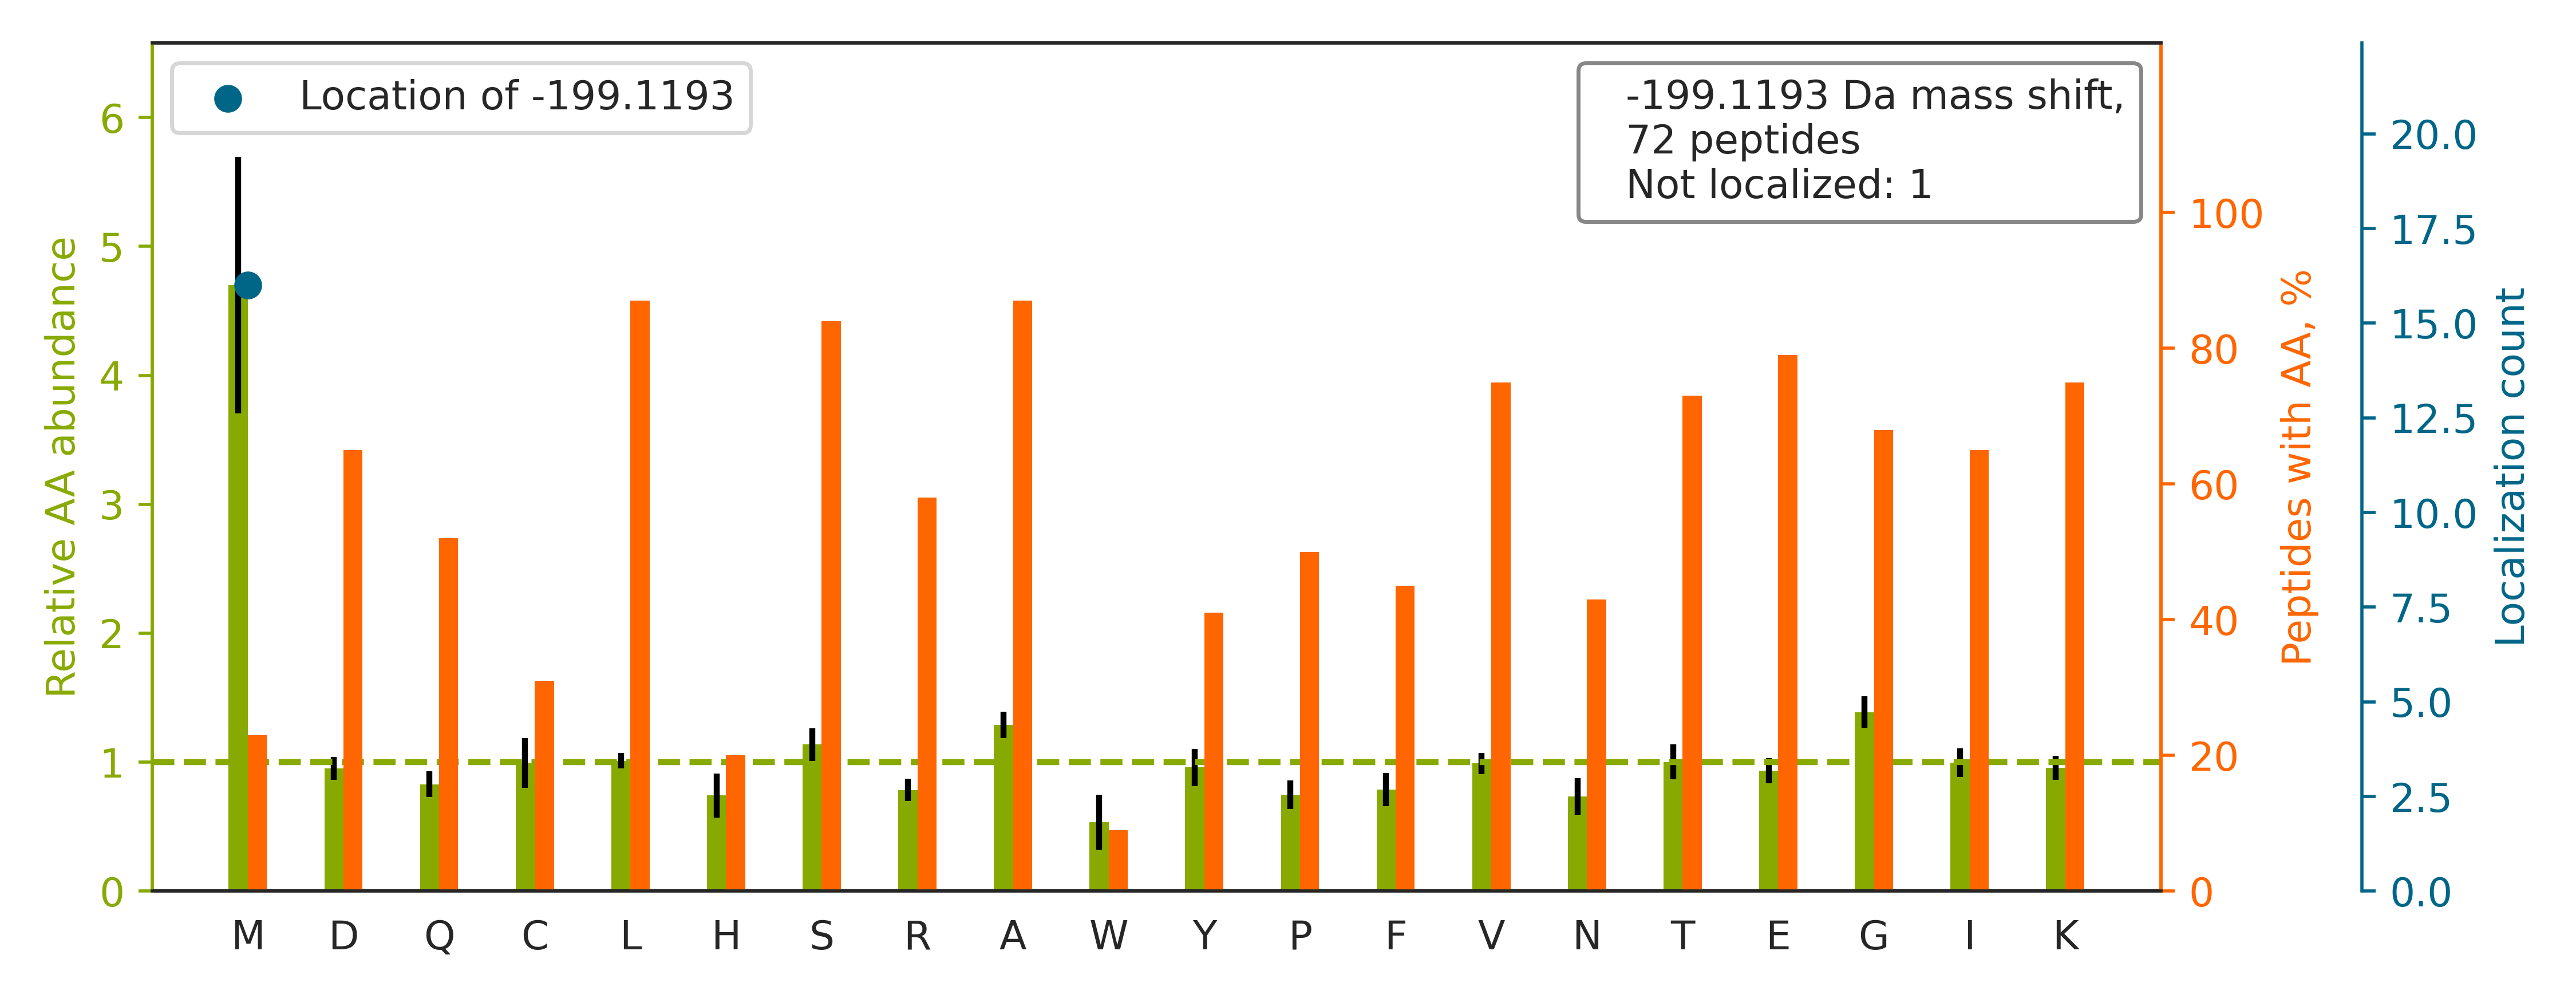 Location of -199.1193
-199.1193 Da mass shift,
72 peptides
Not localized: 1
Relative AA abundance
6
5
4
3
2
1
0
Peptides with AA, %
100
80
60
40
20
0
Localization count
20.0
17.5
15.0
12.5
10.0
7.5
5.0
2.5
0.0
M D Q C L H S R A W Y P F V N T E G I K